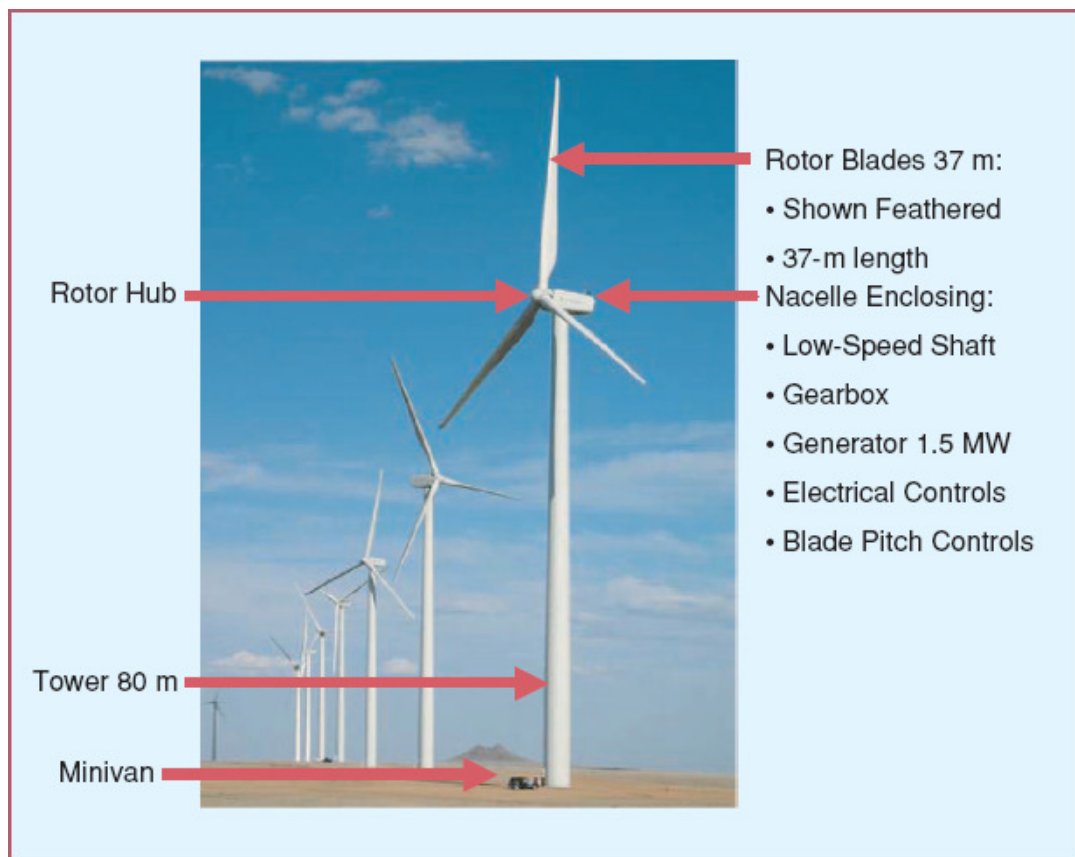 Rotor Blades 37 m:
• Shown Feathered
• 37-m length
Rotor Hub
Nacelle Enclosing:
• Low-Speed Shaft
• Gearbox
• Generator 1.5 MW
• Electrical Controls
• Blade Pitch Controls
Tower 80 m
Minivan